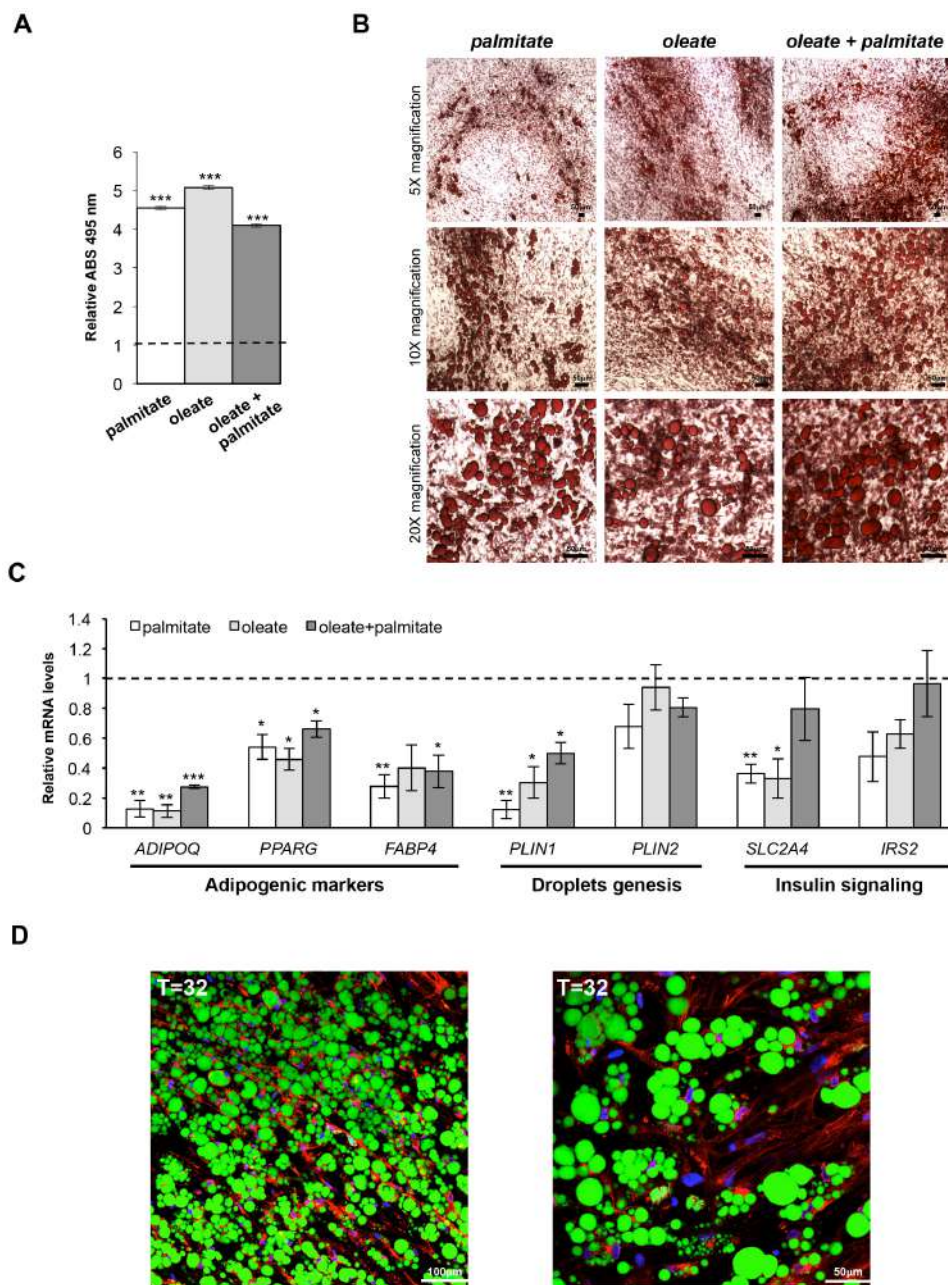 A
B
palmitate oleate oleate + palmitate
5X magnification
10X magnification
20X magnification
50µm
50µm
50µm
Relative ABS 495 nm
6
5
4
3
2
1
0
***
***
***
palmitate
oleate
oleate +
palmitate
C
Relative mRNA levels
1.4
1.2
1
0.8
0.6
0.4
0.2
0
palmitate oleate oleate+palmitate
** ** ***
* * *
** *
** * *
** *
ADIPOQ PPARG FABP4 PLIN1 PLIN2 SLC2A4 IRS2
Adipogenic markers Droplets genesis Insulin signaling
D
T=32
100µm
T=32
50µm